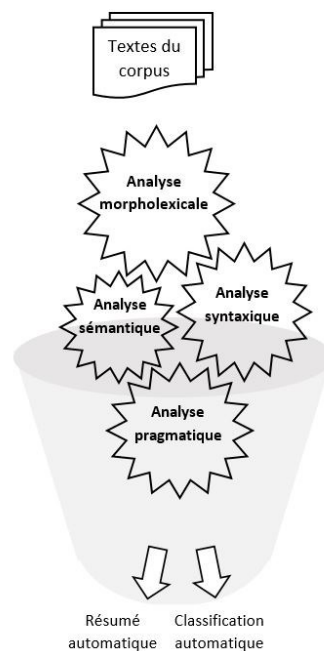 Textes du
corpus
Analyse
morpholexicale
Analyse
sémantique
Analyse
syntaxique
Analyse
pragmatique
Résumé
automatique
Classification
automatique